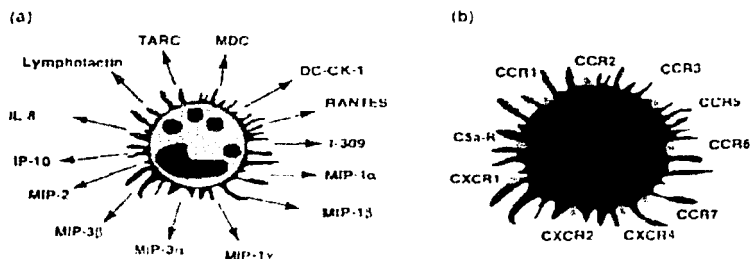 (a)
TARC
MDC
Lymphotactin
DC-CK-1
IL 8
RANTES
I-309
IP-10
MIP-1α
MIP-2
MIP-1β
MIP-3β
MIP-3α
MIP-1γ
(b)
CCR1
CCR2
CCR3
CCR5
C5a-R
CCR6
CXCR1
CCR7
CXCR2
CXCR4